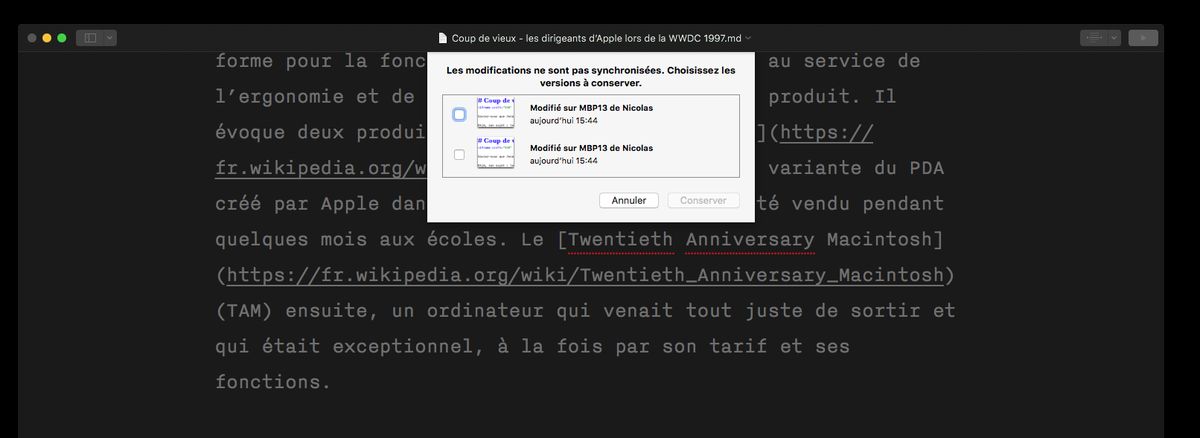 Coup de vieux - les dirigeants d’Apple lors de la WWDC 1997.md
Les modifications ne sont pas synchronisées. Choisissez les
versions à conserver.
# Coup de v
Modifié sur MBP13 de Nicolas
aujourd’hui 15:44
# Coup de v
Modifié sur MBP13 de Nicolas
aujourd’hui 15:44
Annuler
Conserver
forme pour la fonc au service de
l’ergonomie et de produit. Il
évoque deux produi ](https://
fr.wikipedia.org/w variante du PDA
créé par Apple dan té vendu pendant
quelques mois aux écoles. Le [Twentieth Anniversary Macintosh]
(https://fr.wikipedia.org/wiki/Twentieth_Anniversary_Macintosh)
(TAM) ensuite, un ordinateur qui venait tout juste de sortir et
qui était exceptionnel, à la fois par son tarif et ses
fonctions.